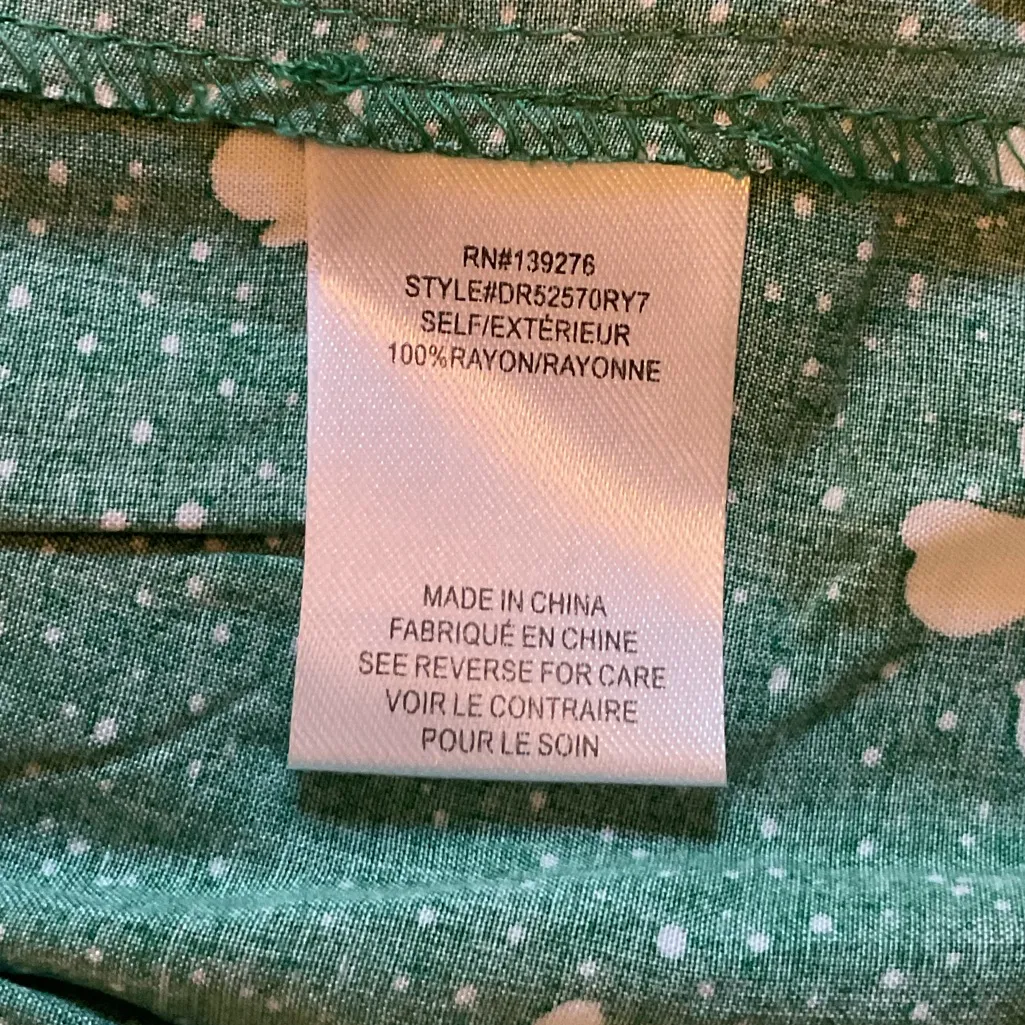 RN#139276
STYLE#DR52570RY7
SELF/EXTÉRIEUR
100%RAYON/RAYONNE
MADE IN CHINA
FABRIQUÉ EN CHINE
SEE REVERSE FOR CARE
VOIR LE CONTRAIRE
POUR LE SOIN